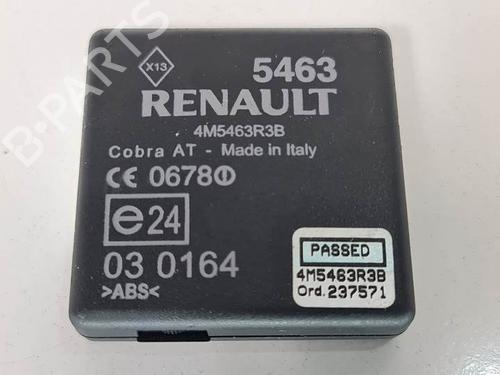 B-PARTS
X13
5463
RENAULT
4M5463R3B
Cobra AT - Made in Italy
CE 0678
e24
03 0164
>ABS<
PASSED
4M5463R3B
Ord.237571